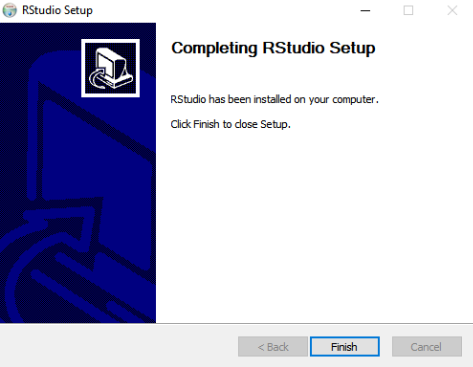 RStudio Setup
Completing RStudio Setup
RStudio has been installed on your computer.
Click Finish to close Setup.
< Back
Finish
Cancel